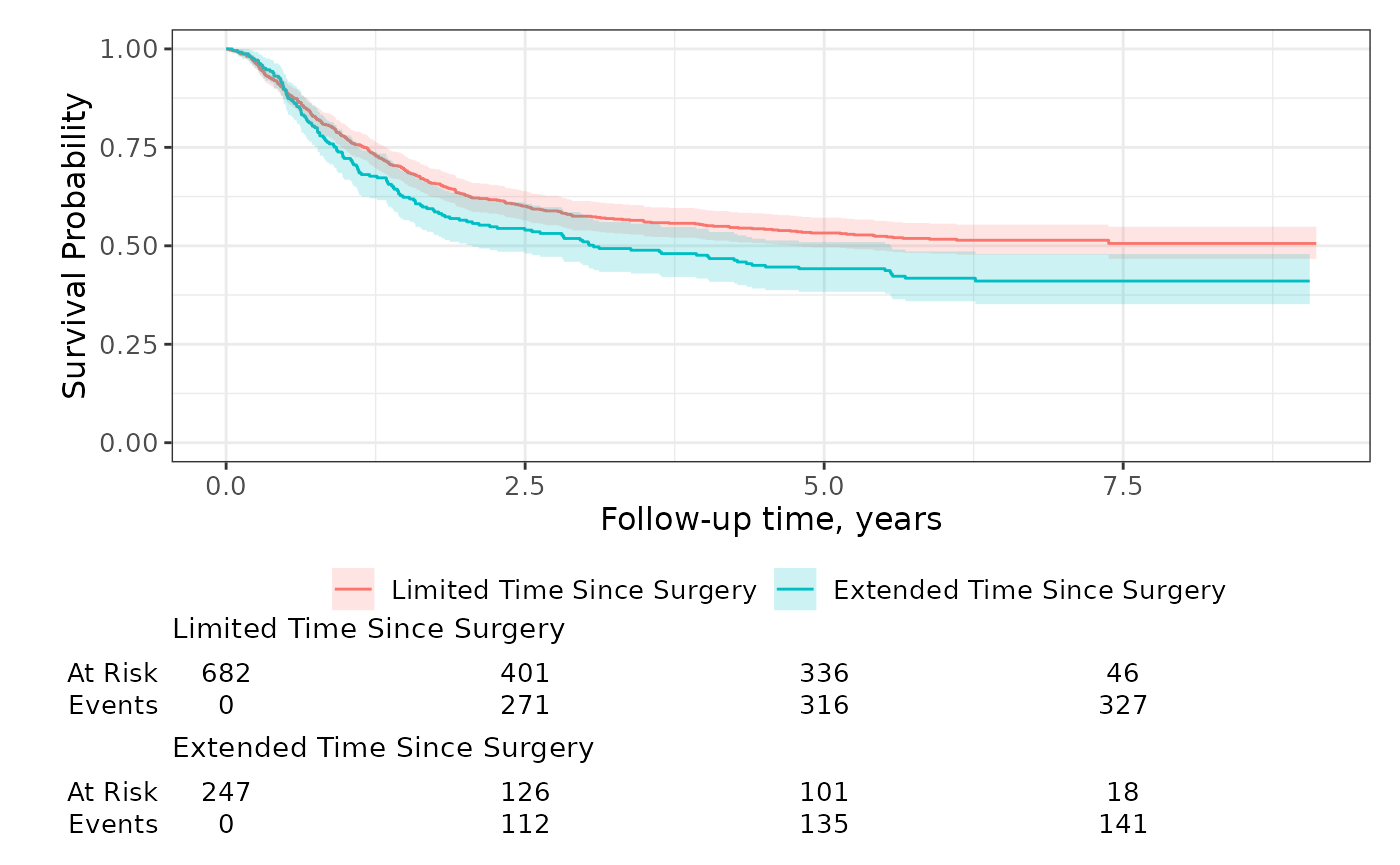 1.00
0.75
0.50
0.25
0.00
Survival Probability
0.0 2.5 5.0 7.5
Follow-up time, years
Limited Time Since Surgery Extended Time Since Surgery
Limited Time Since Surgery
At Risk 682 401 336 46
Events 0 271 316 327
Extended Time Since Surgery
At Risk 247 126 101 18
Events 0 112 135 141